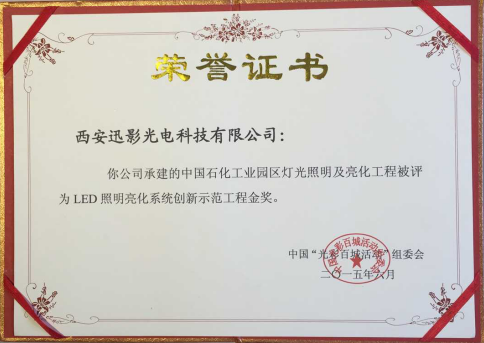 荣誉证书
西安迅影光电科技有限公司：
你公司承建的中国石化工业园区灯光照明及亮化工程被评
为 LED 照明亮化系统创新示范工程金奖。
中国“光彩百城活动”组委会
二〇一五年六月